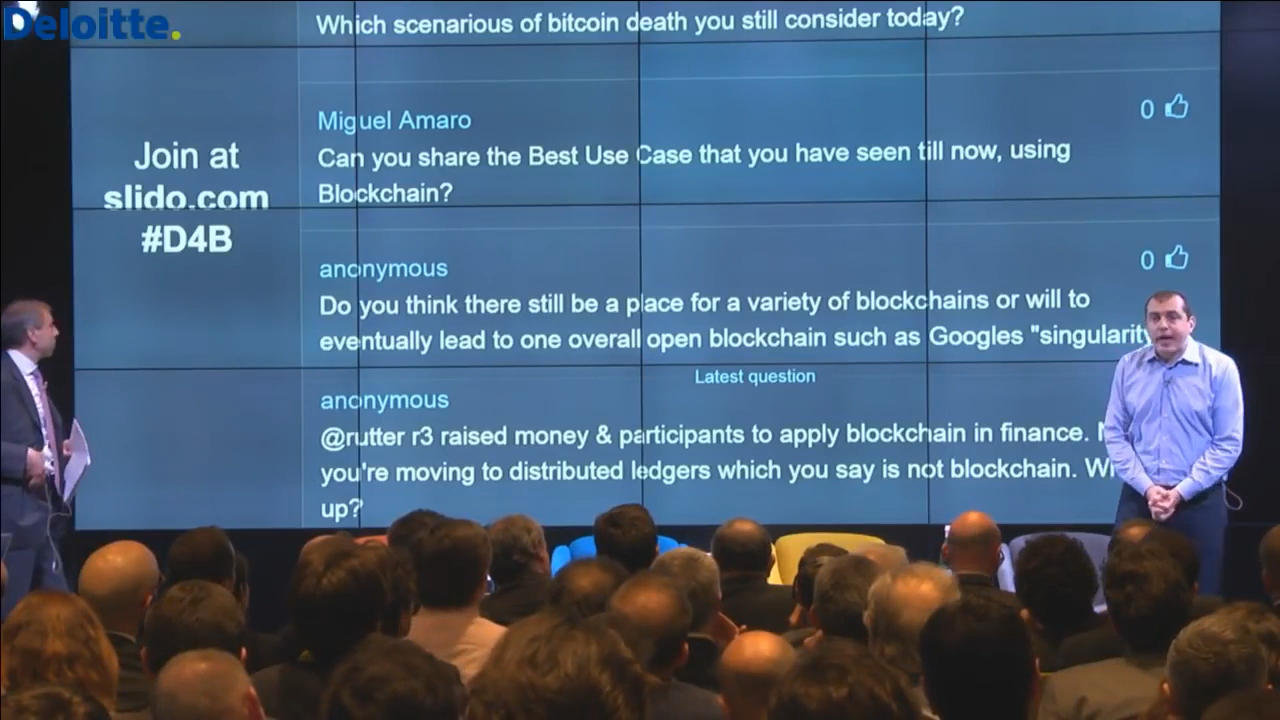 Deloitte.
Which scenarious of bitcoin death you still consider today?
Join at
slido.com
#D4B
Miguel Amaro
0
Can you share the Best Use Case that you have seen till now, using
Blockchain?
anonymous
0
Do you think there still be a place for a variety of blockchains or will to
eventually lead to one overall open blockchain such as Googles "singularity
Latest question
anonymous
@rutter r3 raised money & participants to apply blockchain in finance.
you're moving to distributed ledgers which you say is not blockchain.
up?